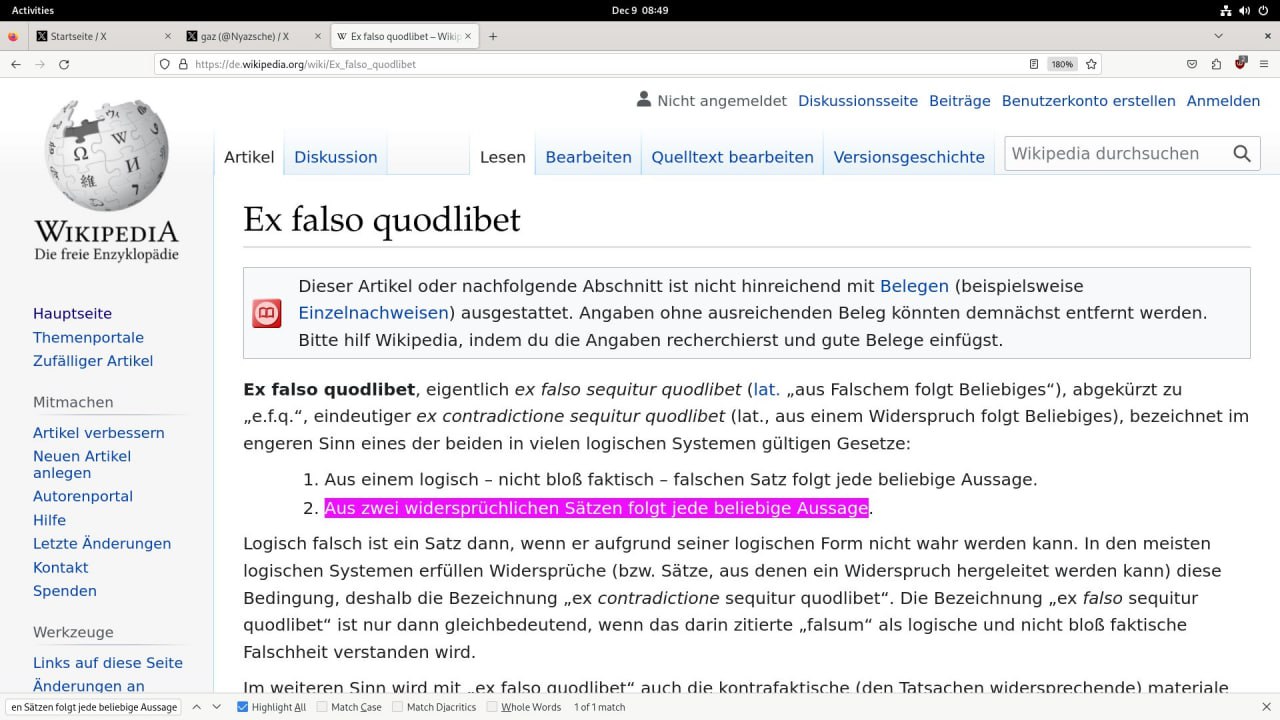 Activities
Dec 9 08:49
Startseite / X
gaz (@Nyazsche) / X
Ex falso quodlibet – Wikip
https://de.wikipedia.org/wiki/Ex_falso_quodlibet
180%
Nicht angemeldet Diskussionsseite Beiträge Benutzerkonto erstellen Anmelden
Artikel Diskussion Lesen Bearbeiten Quelltext bearbeiten Versionsgeschichte
Wikipedia durchsuchen
WIKIPEDIA
Die freie Enzyklopädie
Hauptseite
Themenportale
Zufälliger Artikel
Mitmachen
Artikel verbessern
Neuen Artikel
anlegen
Autorenportal
Hilfe
Letzte Änderungen
Kontakt
Spenden
Werkzeuge
Links auf diese Seite
Änderungen an
Ex falso quodlibet
Dieser Artikel oder nachfolgende Abschnitt ist nicht hinreichend mit Belegen (beispielsweise
Einzelnachweisen) ausgestattet. Angaben ohne ausreichenden Beleg könnten demnächst entfernt werden.
Bitte hilf Wikipedia, indem du die Angaben recherchierst und gute Belege einfügst.
Ex falso quodlibet, eigentlich ex falso sequitur quodlibet (lat. „aus Falschem folgt Beliebiges“), abgekürzt zu
„e.f.q.“, eindeutiger ex contradictione sequitur quodlibet (lat., aus einem Widerspruch folgt Beliebiges), bezeichnet im
engeren Sinn eines der beiden in vielen logischen Systemen gültigen Gesetze:
1. Aus einem logisch – nicht bloß faktisch – falschen Satz folgt jede beliebige Aussage.
2. Aus zwei widersprüchlichen Sätzen folgt jede beliebige Aussage.
Logisch falsch ist ein Satz dann, wenn er aufgrund seiner logischen Form nicht wahr werden kann. In den meisten
logischen Systemen erfüllen Widersprüche (bzw. Sätze, aus denen ein Widerspruch hergeleitet werden kann) diese
Bedingung, deshalb die Bezeichnung „ex contradictione sequitur quodlibet“. Die Bezeichnung „ex falso sequitur
quodlibet“ ist nur dann gleichbedeutend, wenn das darin zitierte „falsum“ als logische und nicht bloß faktische
Falschheit verstanden wird.
Im weiteren Sinn wird mit „ex falso quodlibet“ auch die kontrafaktische (den Tatsachen widersprechende) materiale
en Sätzen folgt jede beliebige Aussage
Highlight All Match Case Match Diacritics Whole Words 1 of 1 match